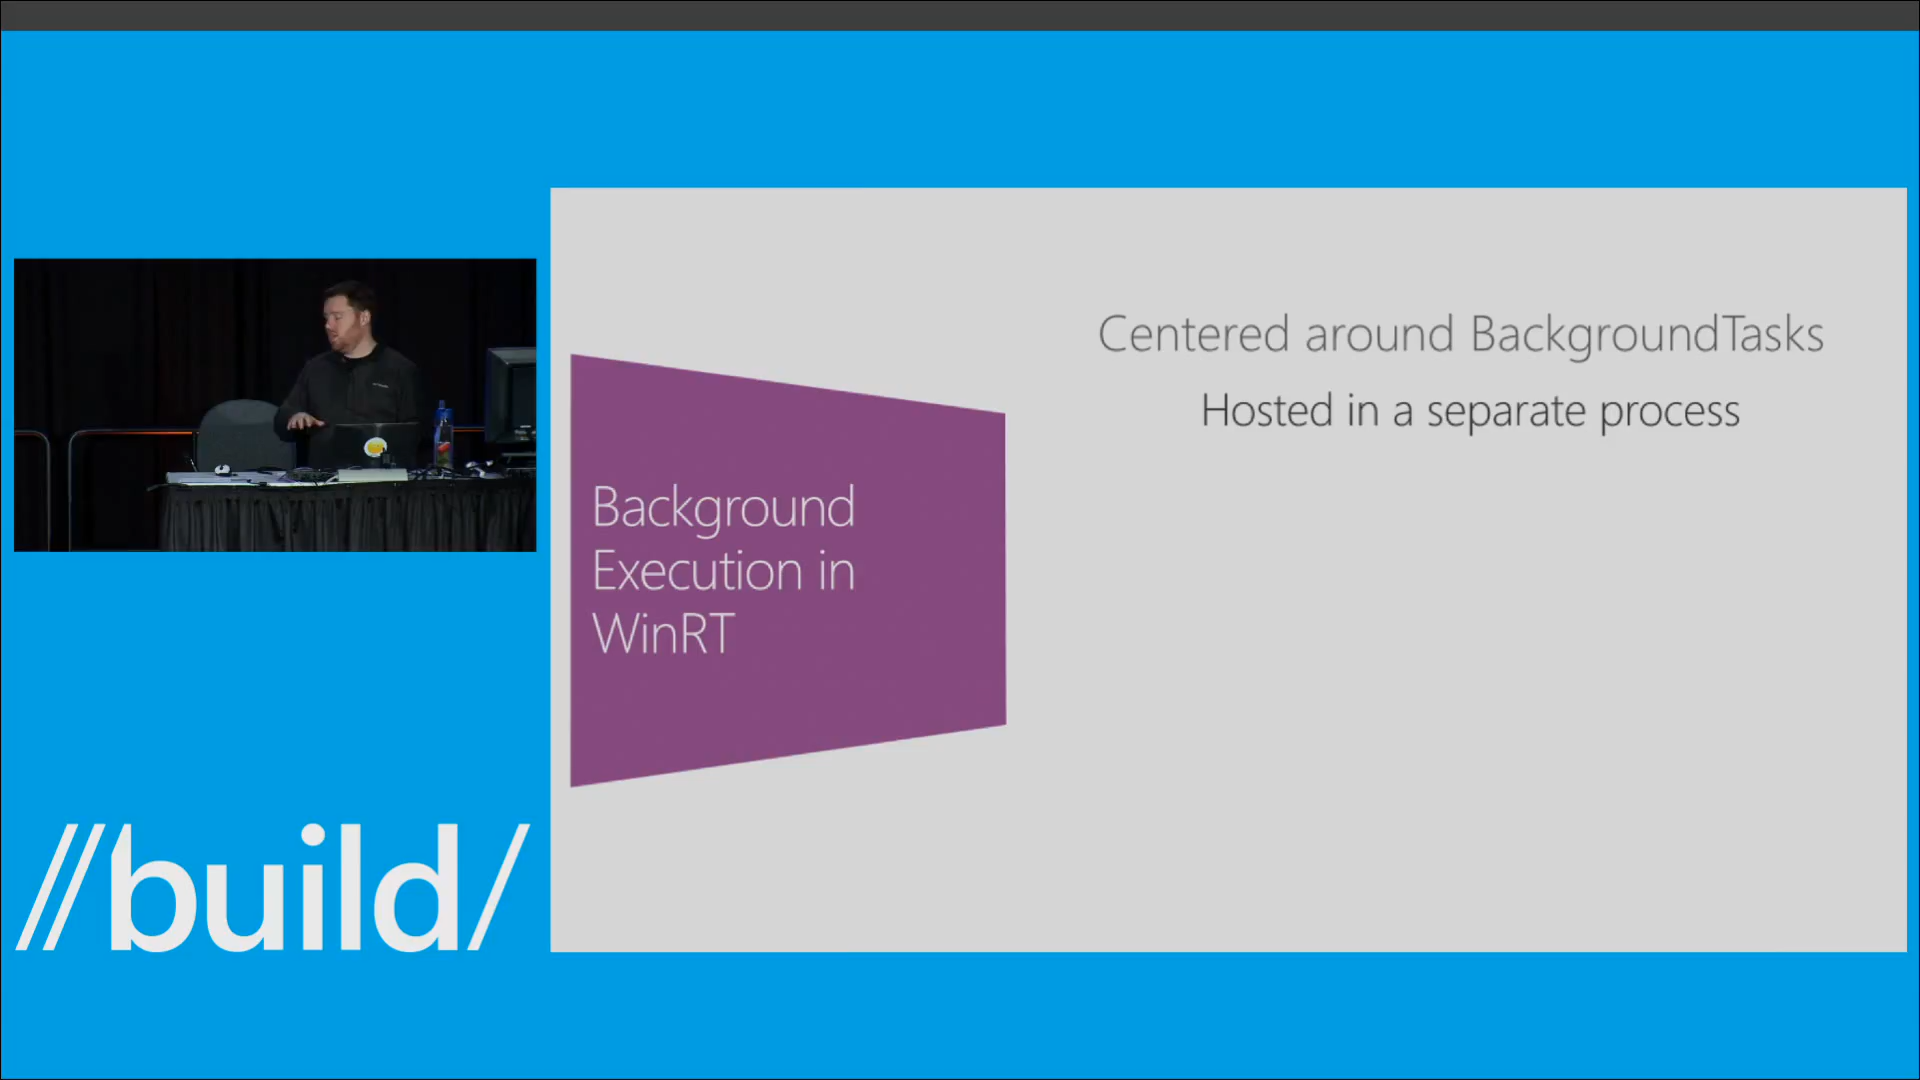 Centered around BackgroundTasks
Hosted in a separate process
Background
Execution in
WinRT
//build/